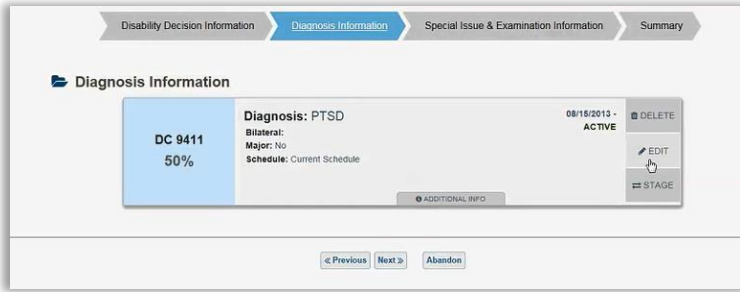 Disability Decision Information
Diagnosis Information
Special Issue & Examination Information
Summary
Diagnosis Information
DC 9411
50%
Diagnosis: PTSD
Bilateral:
Major: No
Schedule: Current Schedule
08/15/2013 -
ACTIVE
DELETE
EDIT
STAGE
ADDITIONAL INFO
« Previous
Next »
Abandon